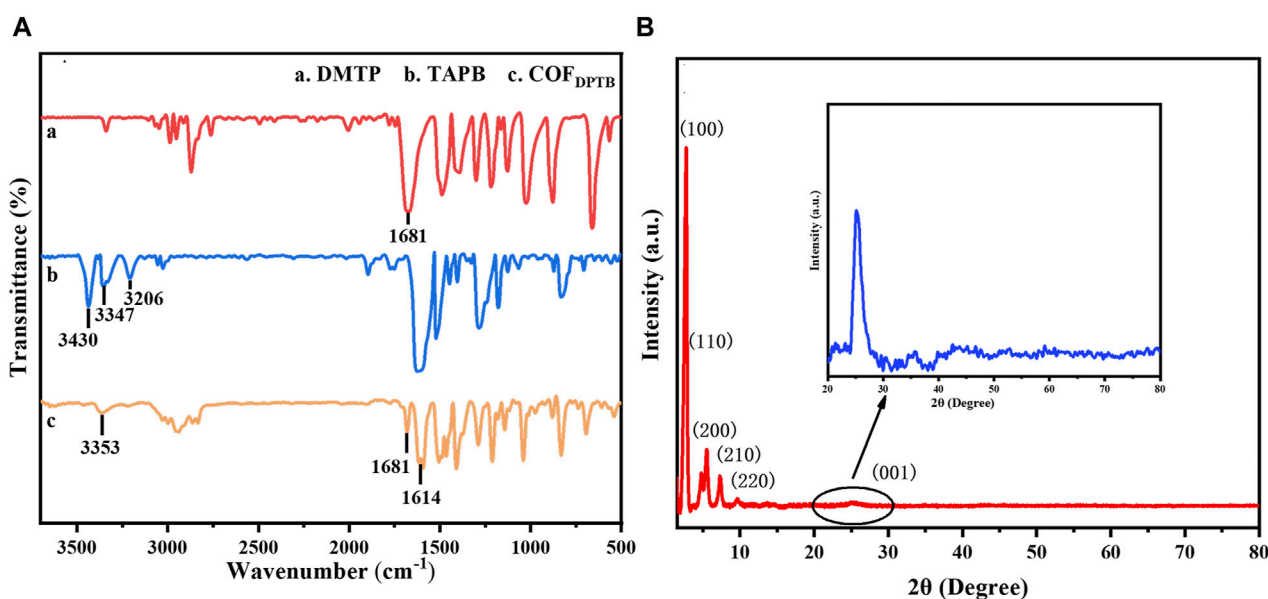 A
a. DMTP b. TAPB c. COF_DPTB
a
1681
b
3206
3347
3430
c
3353
1681
1614
Transmittance (%)
3500 3000 2500 2000 1500 1000 500
Wavenumber (cm⁻¹)
B
(100)
(110)
(200)
(210)
(220)
(001)
Intensity (a.u.)
20 30 40 50 60 70 80
2θ (Degree)
Intensity (a.u.)
10 20 30 40 50 60 70 80
2θ (Degree)